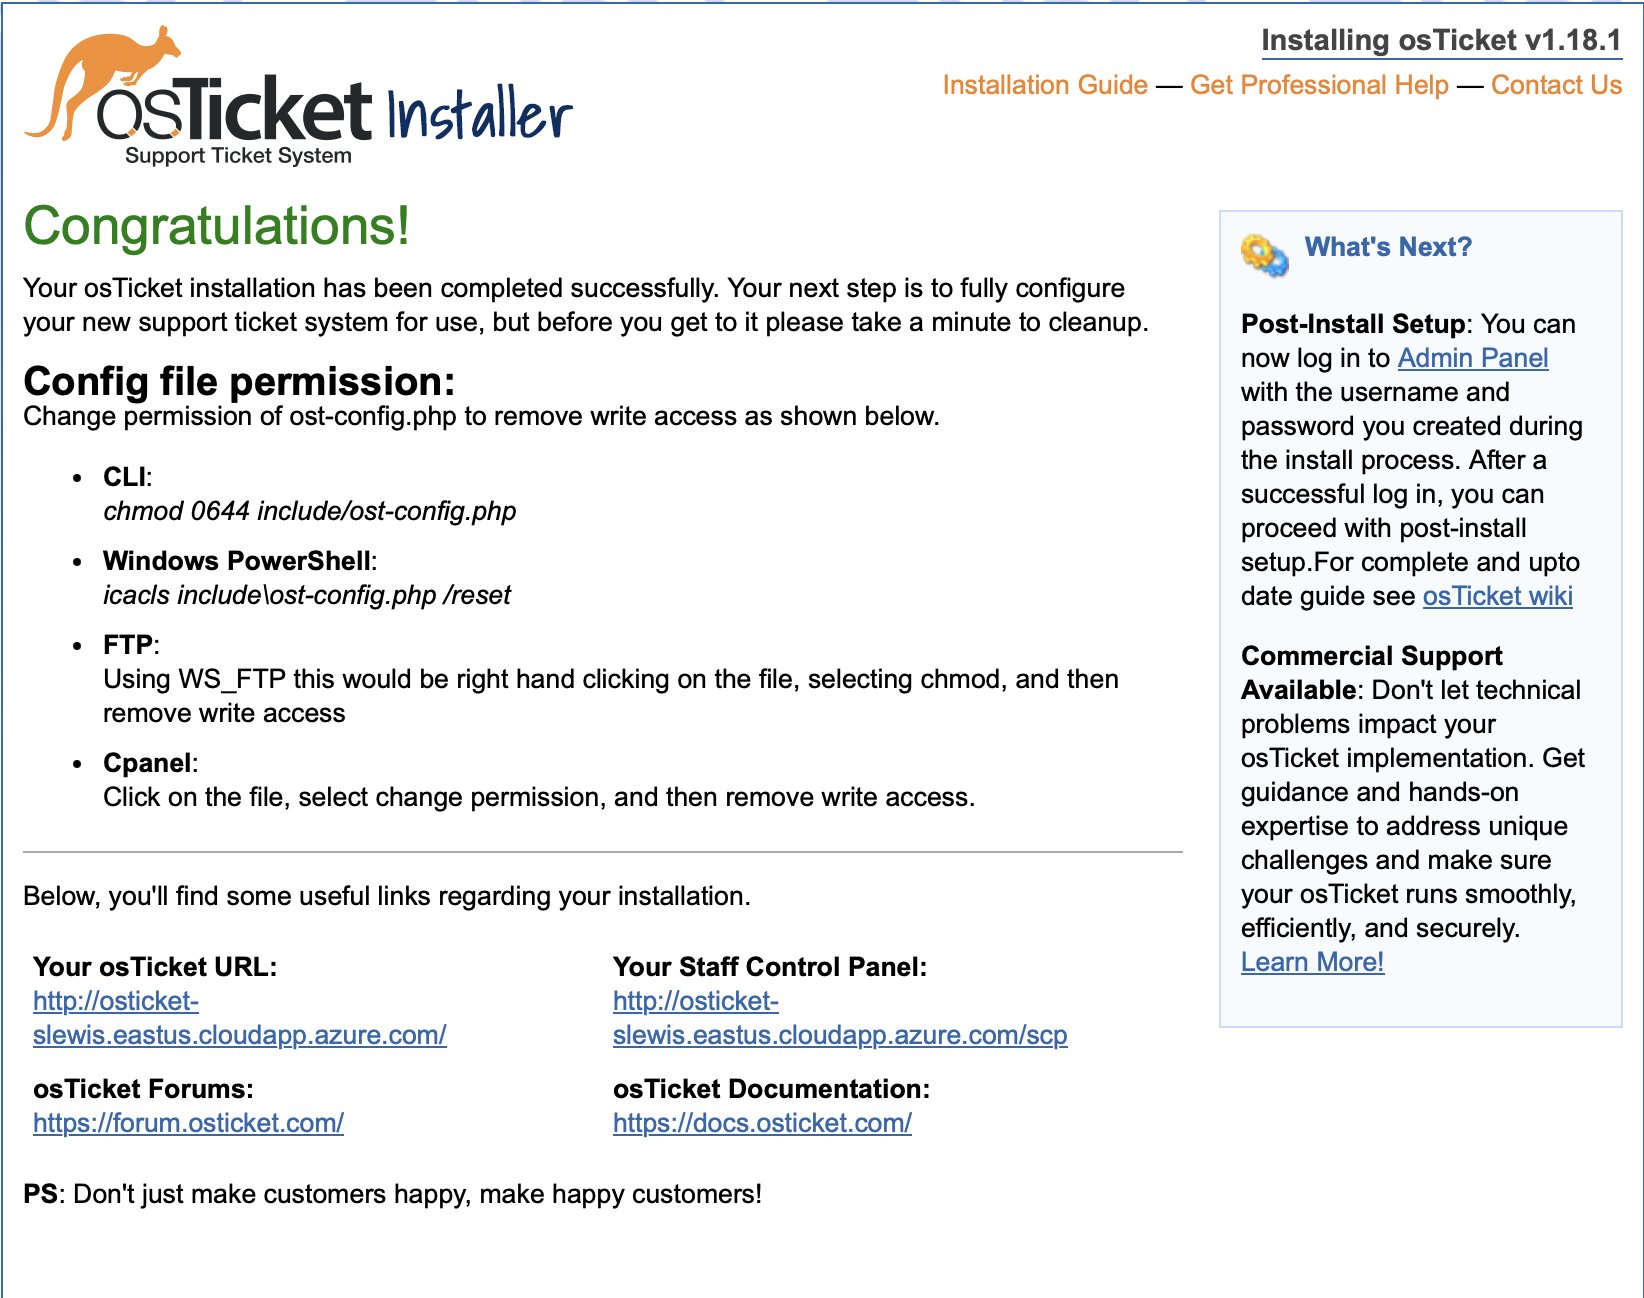 osTicket Installer
Support Ticket System
Installing osTicket v1.18.1
Installation Guide — Get Professional Help — Contact Us
Congratulations!
Your osTicket installation has been completed successfully. Your next step is to fully configure
your new support ticket system for use, but before you get to it please take a minute to cleanup.
Config file permission:
Change permission of ost-config.php to remove write access as shown below.
• CLI:
chmod 0644 include/ost-config.php
• Windows PowerShell:
icacls include\ost-config.php /reset
• FTP:
Using WS_FTP this would be right hand clicking on the file, selecting chmod, and then
remove write access
• Cpanel:
Click on the file, select change permission, and then remove write access.
Below, you'll find some useful links regarding your installation.
Your osTicket URL:
http://osticket-
slewis.eastus.cloudapp.azure.com/
Your Staff Control Panel:
http://osticket-
slewis.eastus.cloudapp.azure.com/scp
osTicket Forums:
https://forum.osticket.com/
osTicket Documentation:
https://docs.osticket.com/
PS: Don't just make customers happy, make happy customers!
What's Next?
Post-Install Setup: You can
now log in to Admin Panel
with the username and
password you created during
the install process. After a
successful log in, you can
proceed with post-install
setup.For complete and upto
date guide see osTicket wiki
Commercial Support
Available: Don't let technical
problems impact your
osTicket implementation. Get
guidance and hands-on
expertise to address unique
challenges and make sure
your osTicket runs smoothly,
efficiently, and securely.
Learn More!